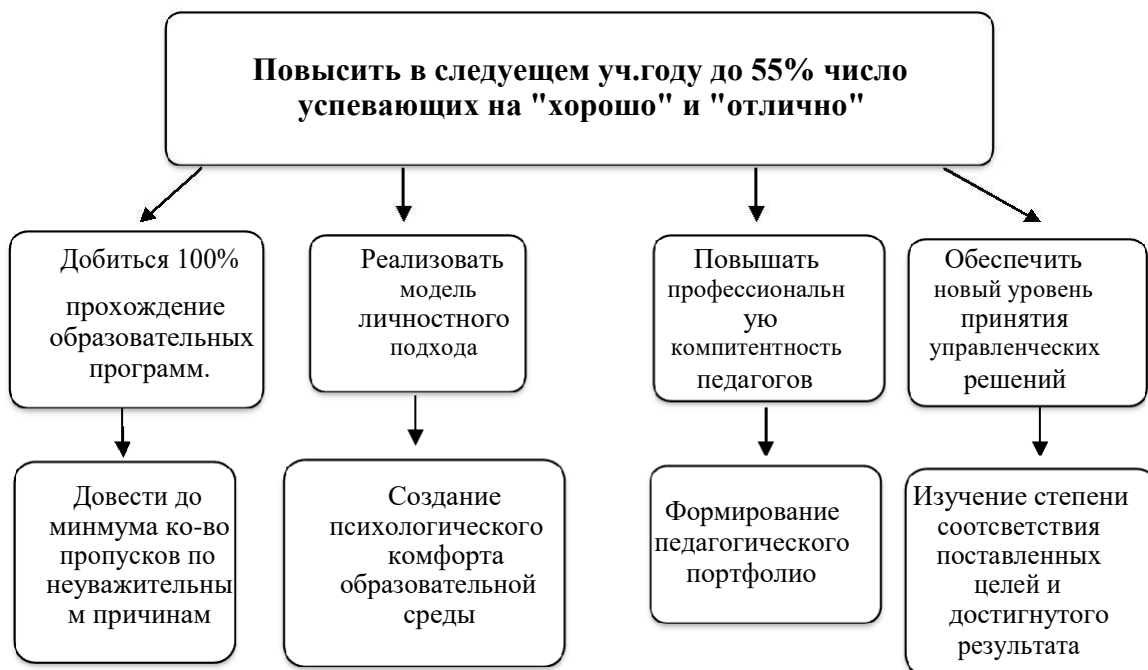 Повысить в следуещем уч.году до 55% число
успевающих на "хорошо" и "отлично"
Добиться 100%
прохождение
образовательных
программ.
Реализовать
модель
личностного
подхода
Повышать
профессиональн
ую
компитентность
педагогов
Обеспечить
новый уровень
принятия
управленческих
решений
Довести до
минмума ко-во
пропусков по
неуважительны
м причинам
Создание
психологического
комфорта
образовательной
среды
Формирование
педагогического
портфолио
Изучение степени
соотсветствия
поставленных
целей и
достигнутого
результата